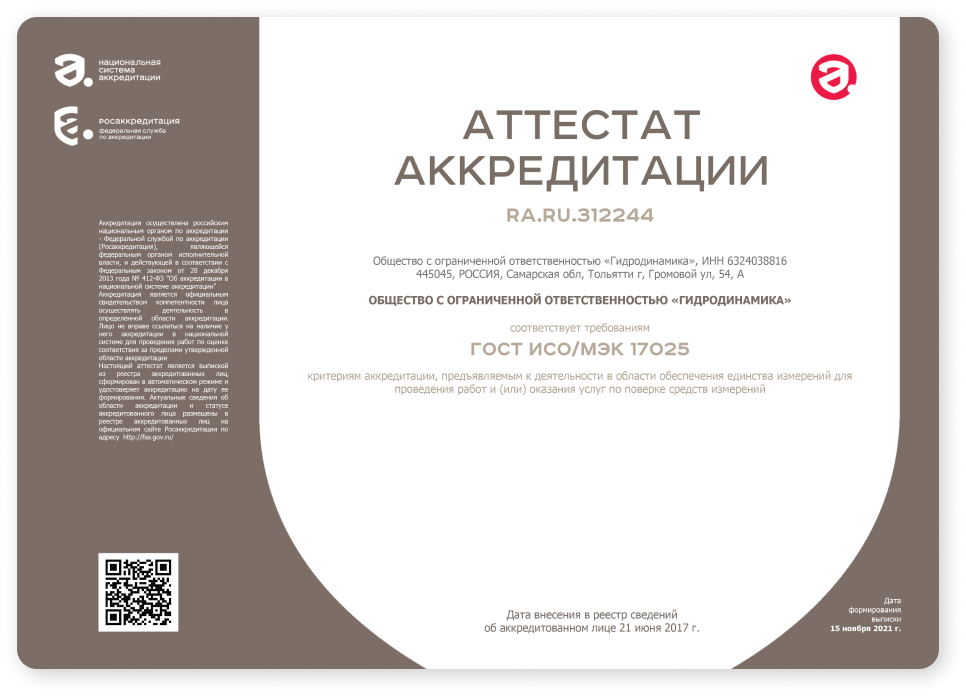 национальная
система
аккредитации
росаккредитация
федеральная служба
по аккредитации
Аккредитация осуществлена российским
национальным органом по аккредитации
- Федеральной службой по аккредитации
(Росаккредитация), являющейся
федеральным органом исполнительной
власти, и действующей в соответствии с
Федеральным законом от 28 декабря
2013 года № 412-ФЗ "Об аккредитации в
национальной системе аккредитации"
Аккредитация является официальным
свидетельством компетентности лица
осуществлять деятельность в
определенной области аккредитации.
Лицо не вправе ссылаться на наличие у
него аккредитации в национальной
системе для проведения работ по оценке
соответствия за пределами утвержденной
области аккредитации
Настоящий аттестат является выпиской
из реестра аккредитованных лиц,
сформирован в автоматическом режиме и
удостоверяет аккредитацию на дату ее
формирования. Актуальные сведения об
области аккредитации и статусе
аккредитованного лица размещены в
реестре аккредитованных лиц на
официальном сайте Росаккредитации по
адресу http://fsa.gov.ru/
АТТЕСТАТ
АККРЕДИТАЦИИ
RA.RU.312244
Общество с ограниченной ответственностью «Гидродинамика», ИНН 6324038816
445045, РОССИЯ, Самарская обл, Тольятти г, Громовой ул, 54, А
ОБЩЕСТВО С ОГРАНИЧЕННОЙ ОТВЕТСТВЕННОСТЬЮ «ГИДРОДИНАМИКА»
соответствует требованиям
ГОСТ ИСО/МЭК 17025
критериям аккредитации, предъявляемым к деятельности в области обеспечения единства измерений для
проведения работ и (или) оказания услуг по поверке средств измерений
Дата внесения в реестр сведений
об аккредитованном лице 21 июня 2017 г.
Дата
формирования
выписки
15 ноября 2021 г.